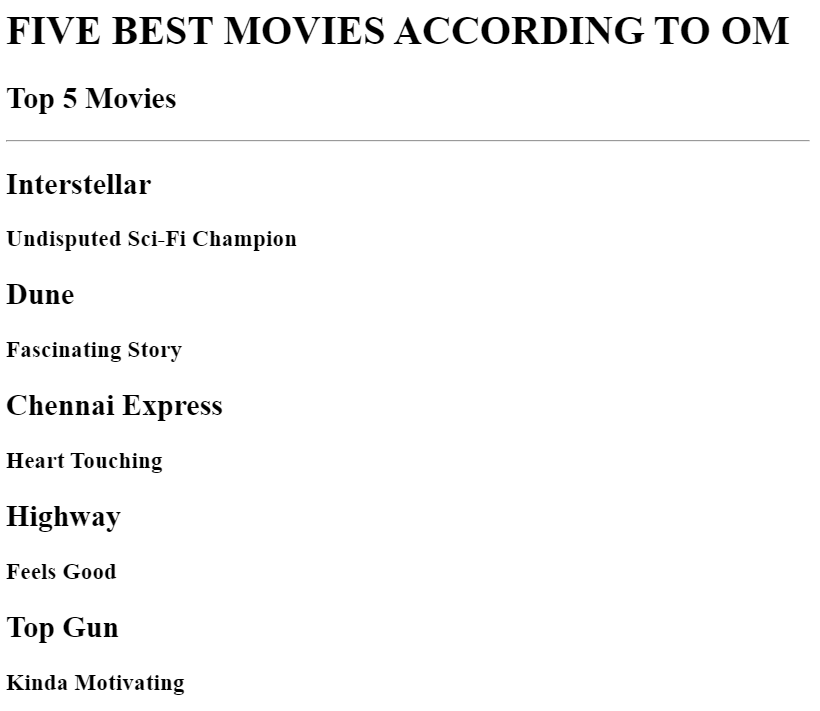 FIVE BEST MOVIES ACCORDING TO OM
Top 5 Movies
Interstellar
Undisputed Sci-Fi Champion
Dune
Fascinating Story
Chennai Express
Heart Touching
Highway
Feels Good
Top Gun
Kinda Motivating